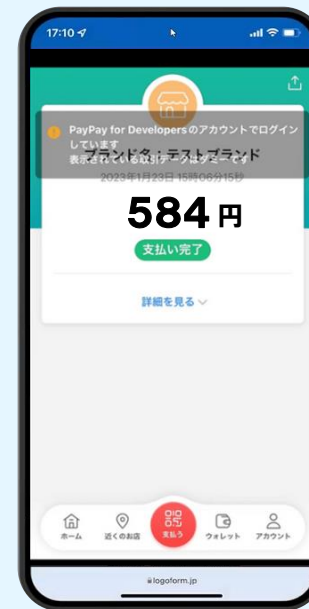 17:10
PayPay for Developersのアカウントでログイン
しています
表示されている取引データはダミーです
ブランド名：テストブランド
2023年1月23日 15時06分15秒
584円
支払い完了
詳細を見る
ホーム
近くのお店
支払う
ウォレット
アカウント
logoform.jp